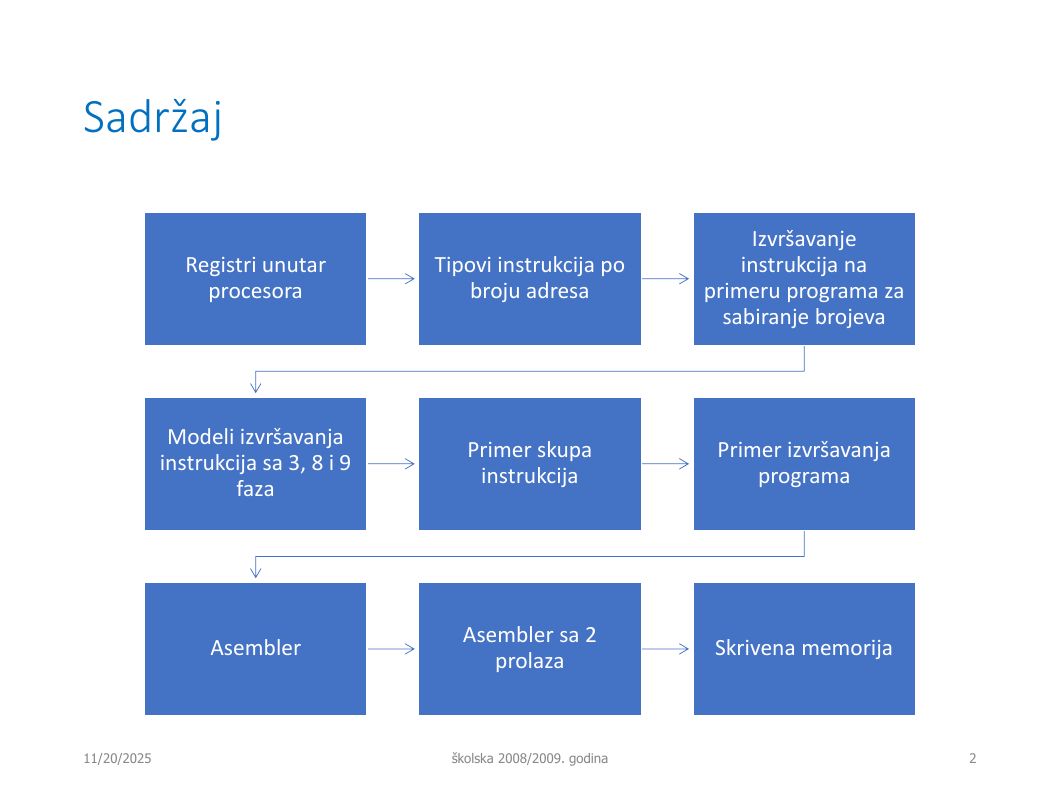 Sadržaj
Registri unutar
procesora
Tipovi instrukcija po
broju adresa
Izvršavanje
instrukcija na
primeru programa za
sabiranje brojeva
Modeli izvršavanja
instrukcija sa 3, 8 i 9
faza
Primer skupa
instrukcija
Primer izvršavanja
programa
Asembler
Asembler sa 2
prolaza
Skrivena memorija
11/20/2025
školska 2008/2009. godina
2